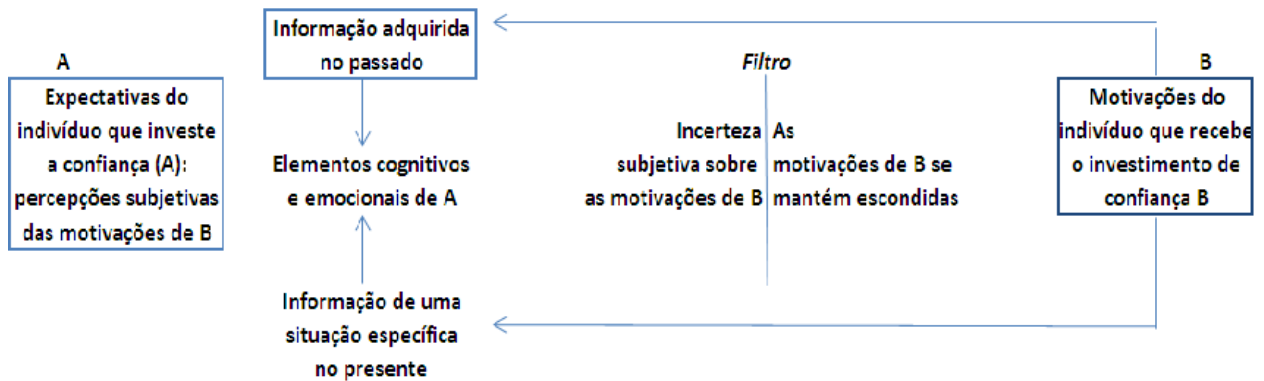 A
Expectativas do
indivíduo que investe
a confiança (A):
percepções subjetivas
das motivações de B
Informação adquirida
no passado
Elementos cognitivos
e emocionais de A
Informação de uma
situação específica
no presente
Filtro
Incerteza
subjetiva sobre
as motivações de B
As
motivações de B se
mantém escondidas
B
Motivações do
indivíduo que recebe
o investimento de
confiança B